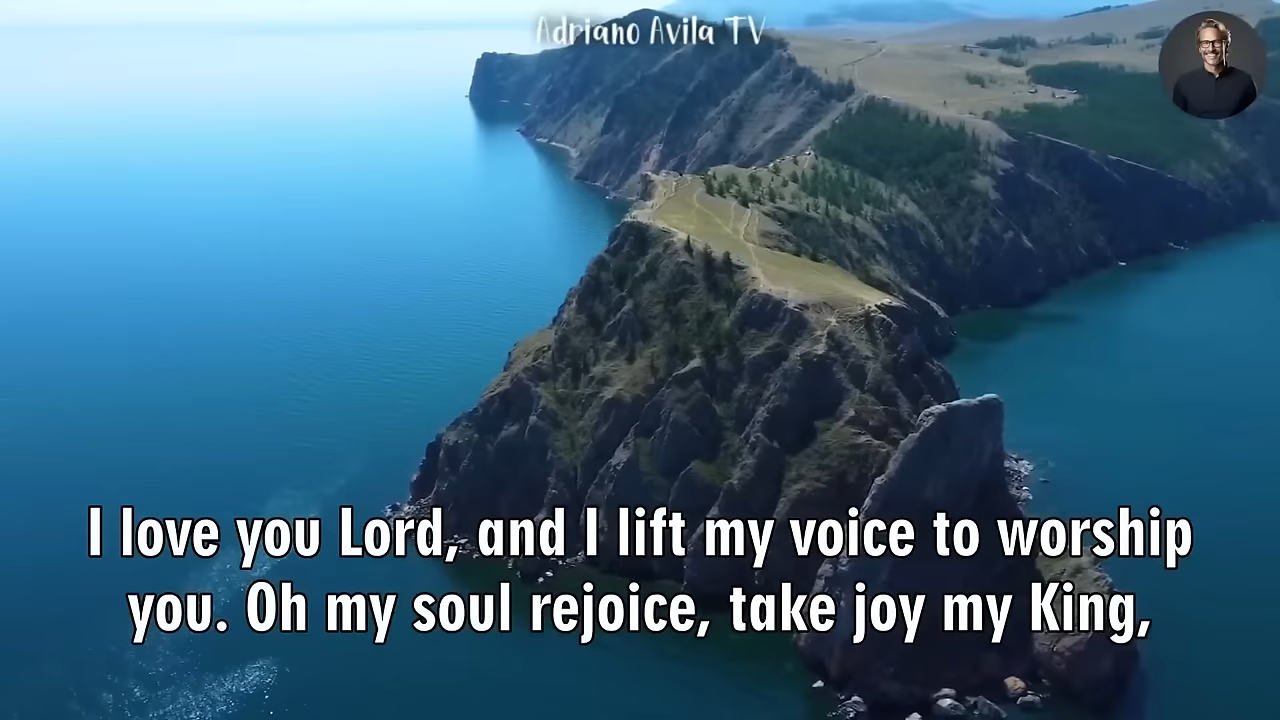 Adriano Avila TV
I love you Lord, and I lift my voice to worship
you. Oh my soul rejoice, take joy my King,